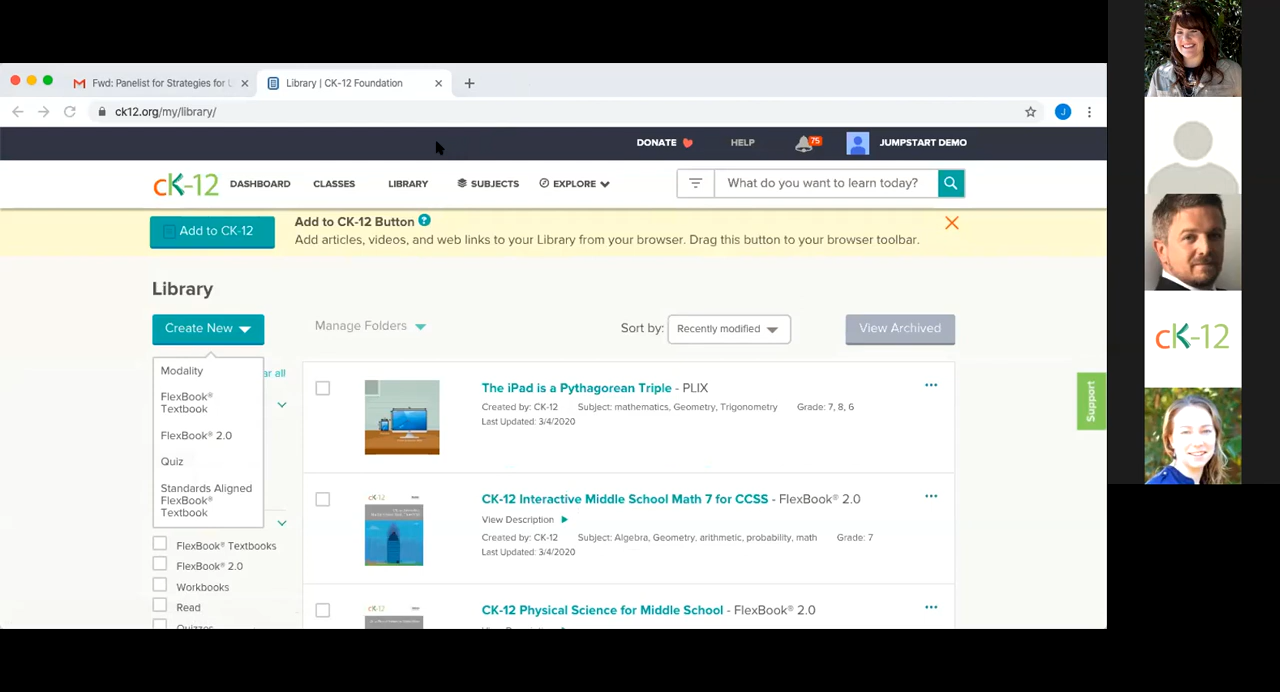 Fwd: Panelist for Strategies for
Library | CK-12 Foundation
ck12.org/my/library/
DONATE
HELP
75
JUMPSTART DEMO
cK-12
DASHBOARD
CLASSES
LIBRARY
SUBJECTS
EXPLORE
What do you want to learn today?
Add to CK-12
Add to CK-12 Button ?
Add articles, videos, and web links to your Library from your browser. Drag this button to your browser toolbar.
Library
Create New
Manage Folders
Sort by:
Recently modified
View Archived
Modality
FlexBook®
Textbook
FlexBook® 2.0
Quiz
Standards Aligned
FlexBook®
Textbook
ar all
FlexBook® Textbooks
FlexBook® 2.0
Workbooks
Read
Quizzes
The iPad is a Pythagorean Triple - PLIX
Created by: CK-12 Subject: mathematics, Geometry, Trigonometry Grade: 7, 8, 6
Last Updated: 3/4/2020
CK-12 Interactive Middle School Math 7 for CCSS - FlexBook® 2.0
View Description
Created by: CK-12 Subject: Algebra, Geometry, arithmetic, probability, math Grade: 7
Last Updated: 3/4/2020
CK-12 Physical Science for Middle School - FlexBook® 2.0
cK-12
cK-12
Support
J
cK-12